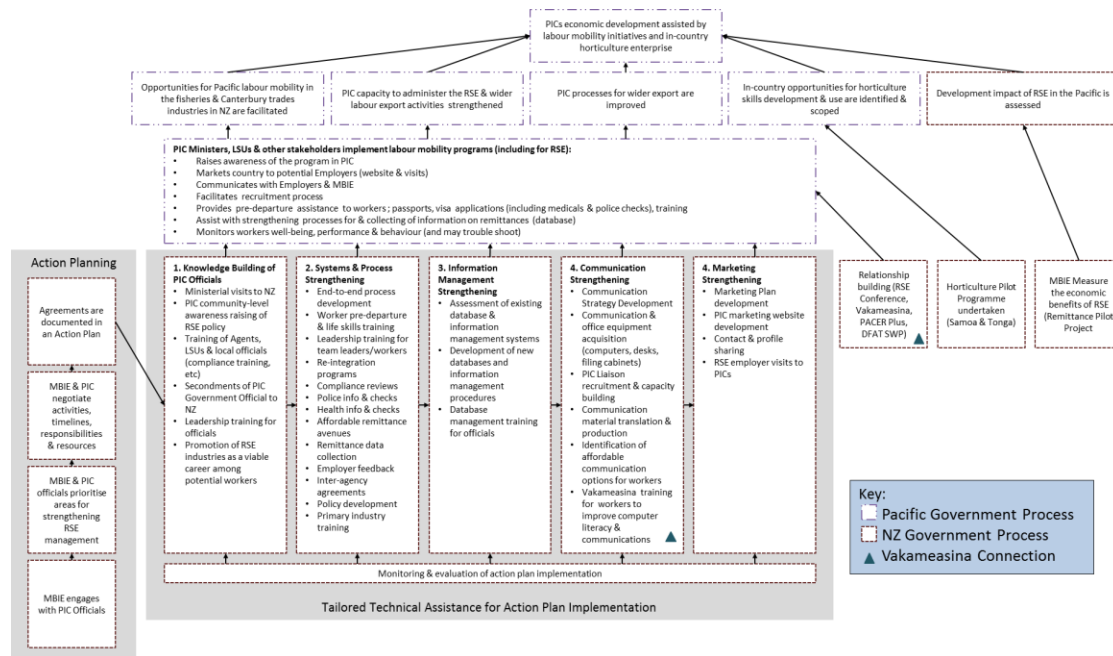 PICs economic development assisted by
labour mobility initiatives and in-country
horticulture enterprise
Opportunities for Pacific labour mobility in
the fisheries & Canterbury trades
industries in NZ are facilitated
PIC capacity to administer the RSE & wider
labour export activities strengthened
PIC processes for wider export are
improved
In-country opportunities for horticulture
skills development & use are identified &
scoped
Development impact of RSE in the Pacific is
assessed
PIC Ministers, LSUs & other stakeholders implement labour mobility programs (including for RSE):
• Raises awareness of the program in PIC
• Markets country to potential Employers (website & visits)
• Communicates with Employers & MBIE
• Facilitates recruitment process
• Provides pre-departure assistance to workers; passports, visa applications (including medicals & police checks), training
• Assist with strengthening processes for & collecting of information on remittances (database)
• Monitors workers well-being, performance & behaviour (and may trouble shoot)
Action Planning
Agreements are
documented in
an Action Plan
MBIE & PIC
negotiate
activities,
timelines,
responsibilities
& resources
MBIE & PIC
officials prioritise
areas for
strengthening
RSE
management
MBIE engages
with PIC Officials
1. Knowledge Building of
PIC Officials
• Ministerial visits to NZ
• PIC community-level
awareness raising of
RSE policy
• Training of Agents,
LSUs & local officials
(compliance training,
etc)
• Secondments of PIC
Government Official to
NZ
• Leadership training for
officials
• Promotion of RSE
industries as a viable
career among
potential workers
2. Systems & Process
Strengthening
• End-to-end process
development
• Worker pre-departure
& life skills training
• Leadership training for
team leaders/workers
• Re-integration
programs
• Compliance reviews
• Police info & checks
• Health info & checks
• Affordable remittance
avenues
• Remittance data
collection
• Employer feedback
• Inter-agency
agreements
• Policy development
• Primary industry
training
3. Information
Management
Strengthening
• Assessment of existing
database &
information
management systems
• Development of new
databases and
information
management
procedures
• Database
management training
for officials
4. Communication
Strengthening
• Communication
Strategy Development
• Communication &
office equipment
acquisition
(computers, desks,
filing cabinets)
• PIC Liaison
recruitment & capacity
building
• Communication
material translation &
production
• Identification of
affordable
communication
options for workers
• Vakameasina training
for workers to
improve computer
literacy &
communications
4. Marketing
Strengthening
• Marketing Plan
development
• PIC marketing website
development
• Contact & profile
sharing
• RSE employer visits to
PICs
Monitoring & evaluation of action plan implementation
Tailored Technical Assistance for Action Plan Implementation
Relationship
building (RSE
Conference,
Vakameasina,
PACER Plus,
DFAT SWP)
Horticulture Pilot
Programme
undertaken
(Samoa & Tonga)
MBIE Measure
the economic
benefits of RSE
(Remittance Pilot
Project
Key:
Pacific Government Process
NZ Government Process
Vakameasina Connection